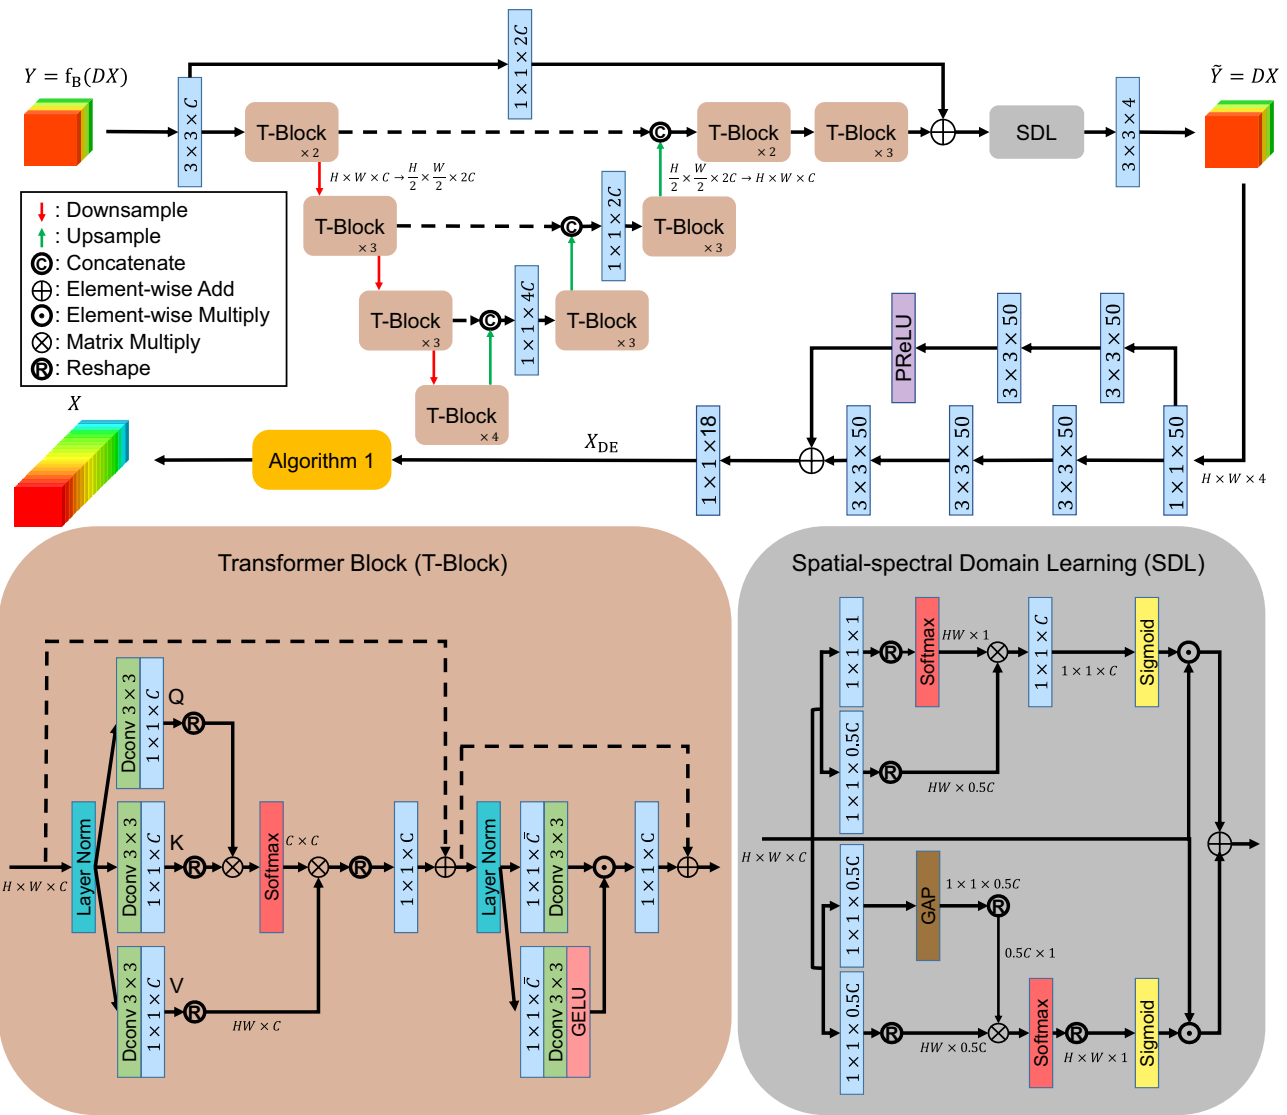 Y = f_B(DX)
3 × 3 × C
1 × 1 × 2C
T-Block ×2
T-Block ×2
T-Block ×3
SDL
3 × 3 × 4
Ỹ = DX
H × W × C → H/2 × W/2 × 2C
H/2 × W/2 × 2C → H × W × C
: Downsample
: Upsample
C : Concatenate
: Element-wise Add
: Element-wise Multiply
: Matrix Multiply
R : Reshape
T-Block ×3
C
1 × 1 × 2C
T-Block ×3
T-Block ×3
C
1 × 1 × 4C
T-Block ×3
T-Block ×4
C
PReLU
3 × 3 × 50
3 × 3 × 50
X
Algorithm 1
X_DE
1 × 1 ×18
3 × 3 × 50
3 × 3 × 50
3 × 3 × 50
1 × 1 × 50
H × W × 4
Transformer Block (T-Block)
H × W × C
Layer Norm
Dconv 3 × 3
1 × 1 × C
Q
R
Dconv 3 × 3
1 × 1 × C
K
R
Dconv 3 × 3
1 × 1 × C
V
R
HW × C
Softmax
C × C
R
1 × 1 × C
Layer Norm
1 × 1 × C̄
Dconv 3 × 3
1 × 1 × C̄
Dconv 3 × 3
GELU
1 × 1 × C
Spatial-spectral Domain Learning (SDL)
H × W × C
1 × 1 × 1
R
Softmax
HW × 1
1 × 1 × C
1 × 1 × C
Sigmoid
1 × 1 × 0.5C
R
HW × 0.5C
1 × 1 × 0.5C
GAP
1 × 1 × 0.5C
R
0.5C × 1
1 × 1 × 0.5C
R
HW × 0.5C
Softmax
R
H × W × 1
Sigmoid